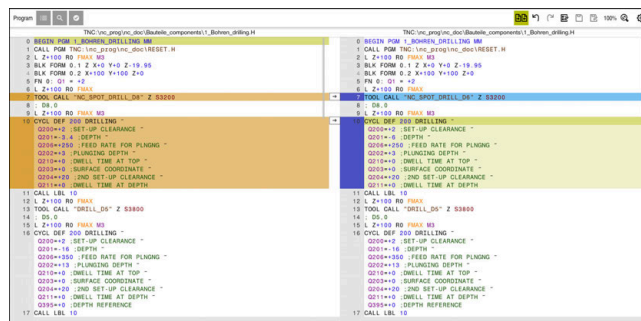 Program
100%
TNC:\nc_prog\nc_doc\Bauteile_components\1_Bohren_drilling.H
0 BEGIN PGM 1_BOHREN_DRILLING MM
1 CALL PGM TNC:\nc_prog\nc_doc\RESET.H
2 L Z+100 R0 FMAX M3
3 BLK FORM 0.1 Z X+0 Y+0 Z-19.95
4 BLK FORM 0.2 X+100 Y+100 Z+0
5 FN 0: Q1 = +2
6 L Z+100 R0 FMAX
7 TOOL CALL "NC_SPOT_DRILL_D8" Z S3200
8 ; D8,0
9 L Z+100 R0 FMAX M3
10 CYCL DEF 200 DRILLING ~
Q200=+2 ;SET-UP CLEARANCE ~
Q201=-3.4 ;DEPTH ~
Q206=+250 ;FEED RATE FOR PLNGNG ~
Q202=+3 ;PLUNGING DEPTH ~
Q210=+0 ;DWELL TIME AT TOP ~
Q203=+0 ;SURFACE COORDINATE ~
Q204=+20 ;2ND SET-UP CLEARANCE ~
Q211=+0 ;DWELL TIME AT DEPTH
11 CALL LBL 10
12 L Z+100 R0 FMAX
13 TOOL CALL "DRILL_D5" Z S3800
14 ; D5,0
15 L Z+100 R0 FMAX M3
16 CYCL DEF 200 DRILLING ~
Q200=+2 ;SET-UP CLEARANCE ~
Q201=-16 ;DEPTH ~
Q206=+350 ;FEED RATE FOR PLNGNG ~
Q202=+13 ;PLUNGING DEPTH ~
Q210=+0 ;DWELL TIME AT TOP ~
Q203=+0 ;SURFACE COORDINATE ~
Q204=+20 ;2ND SET-UP CLEARANCE ~
Q211=+0 ;DWELL TIME AT DEPTH ~
Q395=+0 ;DEPTH REFERENCE
17 CALL LBL 10
TNC:\nc_prog\nc_doc\Bauteile_components\1_Bohren_drilling.H
0 BEGIN PGM 1_BOHREN_DRILLING MM
1 CALL PGM TNC:\nc_prog\nc_doc\RESET.H
2 L Z+100 R0 FMAX M3
3 BLK FORM 0.1 Z X+0 Y+0 Z-19.95
4 BLK FORM 0.2 X+100 Y+100 Z+0
5 FN 0: Q1 = +2
6 L Z+100 R0 FMAX
7 TOOL CALL Z S3200
8 ; D8,0
9 L Z+100 R0 FMAX M3
10 CYCL DEF 200 DRILLING ~
Q200=+2 ;SET-UP CLEARANCE ~
;DEPTH ~
Q206=+250 ;FEED RATE FOR PLNGNG ~
Q202=+3 ;PLUNGING DEPTH ~
Q210=+0 ;DWELL TIME AT TOP ~
Q203=+0 ;SURFACE COORDINATE ~
Q204=+20 ;2ND SET-UP CLEARANCE ~
Q211=+0 ;DWELL TIME AT DEPTH
11 CALL LBL 10
12 L Z+100 R0 FMAX
13 TOOL CALL "DRILL_D5" Z S3800
14 ; D5,0
15 L Z+100 R0 FMAX M3
16 CYCL DEF 200 DRILLING ~
Q200=+2 ;SET-UP CLEARANCE ~
Q201=-16 ;DEPTH ~
Q206=+350 ;FEED RATE FOR PLNGNG ~
Q202=+13 ;PLUNGING DEPTH ~
Q210=+0 ;DWELL TIME AT TOP ~
Q203=+0 ;SURFACE COORDINATE ~
Q204=+20 ;2ND SET-UP CLEARANCE ~
Q211=+0 ;DWELL TIME AT DEPTH ~
Q395=+0 ;DEPTH REFERENCE
17 CALL LBL 10